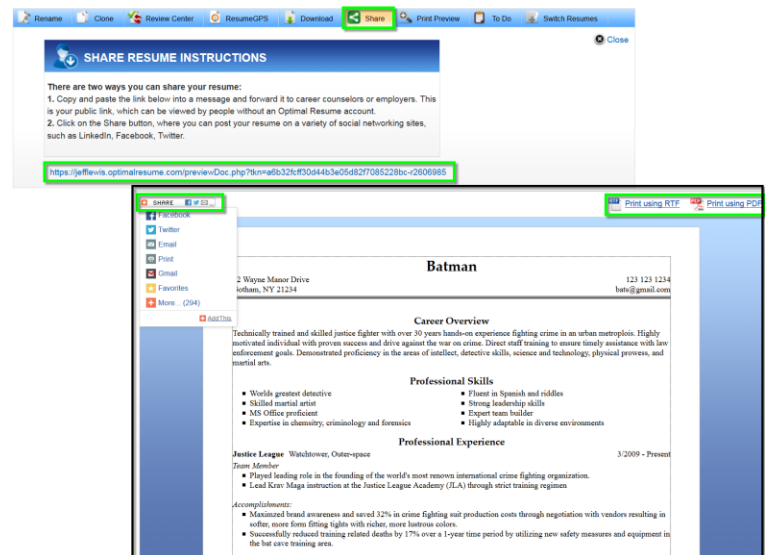 Rename Clone Review Center ResumeGPS Download Share Print Preview To Do Switch Resumes
Close
SHARE RESUME INSTRUCTIONS
There are two ways you can share your resume:
1. Copy and paste the link below into a message and forward it to career counselors or employers. This
is your public link, which can be viewed by people without an Optimal Resume account.
2. Click on the Share button, where you can post your resume on a variety of social networking sites,
such as LinkedIn, Facebook, Twitter.
https://jefflewis.optimalresume.com/previewDoc.php?tkn=a6b32fcff30d44b3e05d82f7085228bc-r2606985
SHARE
Print using RTF Print using PDF
Facebook
Twitter
Email
Print
Gmail
Favorites
More... (294)
AddThis
Batman
2 Wayne Manor Drive 123 123 1234
Gotham, NY 21234 bats@gmail.com
Career Overview
Technically trained and skilled justice fighter with over 30 years hands-on experience fighting crime in an urban metroplois. Highly
motivated individual with proven success and drive against the war on crime. Direct staff training to ensure timely assistance with law
enforcement goals. Demonstrated proficiency in the areas of intellect, detective skills, science and technology, physical prowess, and
martial arts.
Professional Skills
▪ Worlds greatest detective ▪ Fluent in Spanish and riddles
▪ Skilled martial artist ▪ Strong leadership skills
▪ MS Office proficient ▪ Expert team builder
▪ Expertise in chemsitry, criminology and forensics ▪ Highly adaptable in diverse environments
Professional Experience
Justice League Watchtower, Outer-space 3/2009 - Present
Team Member
▪ Played leading role in the founding of the world's most renown international crime fighting organization.
▪ Lead Krav Maga instruction at the Justice League Academy (JLA) through strict training regimen
Accomplishments:
▪ Maximzed brand awareness and saved 32% in crime fighting suit production costs through negotiation with vendors resulting in
softer, more form fitting tights with richer, more lustrous colors.
▪ Successfully reduced training related deaths by 17% over a 1-year time period by utilizing new safety measures and equipment in
the bat cave training area.